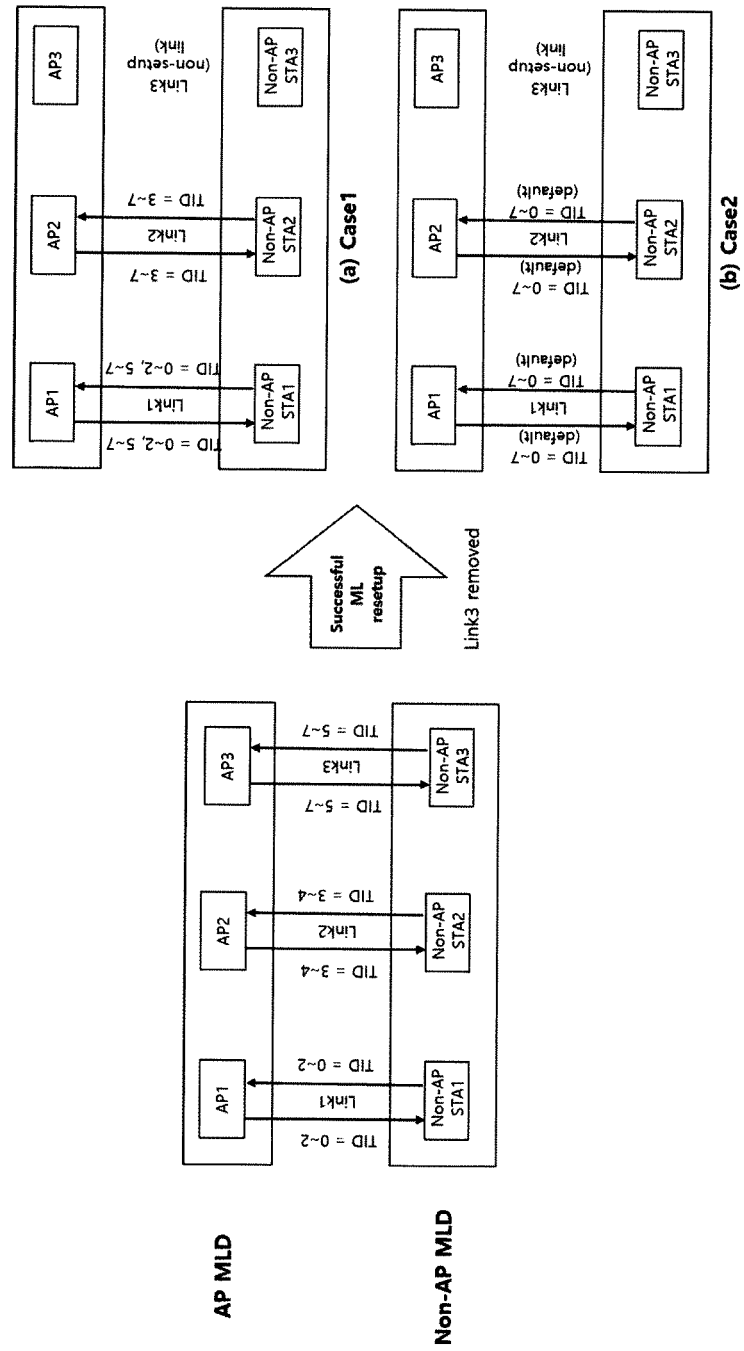 AP MLD
Non-AP MLD
AP1
AP2
AP3
TID = 0~2
Link1
TID = 0~2
TID = 3~4
Link2
TID = 3~4
TID = 5~7
Link3
TID = 5~7
Non-AP
STA1
Non-AP
STA2
Non-AP
STA3
Successful
ML
resetup
Link3 removed
AP1
AP2
AP3
TID = 0~2, 5~7
Link1
TID = 0~2, 5~7
TID = 3~7
Link2
TID = 3~7
Link3
(non-setup
link)
Non-AP
STA1
Non-AP
STA2
Non-AP
STA3
(a) Case1
AP1
AP2
AP3
TID = 0~7
(default)
Link1
TID = 0~7
(default)
TID = 0~7
(default)
Link2
TID = 0~7
(default)
Link3
(non-setup
link)
Non-AP
STA1
Non-AP
STA2
Non-AP
STA3
(b) Case2